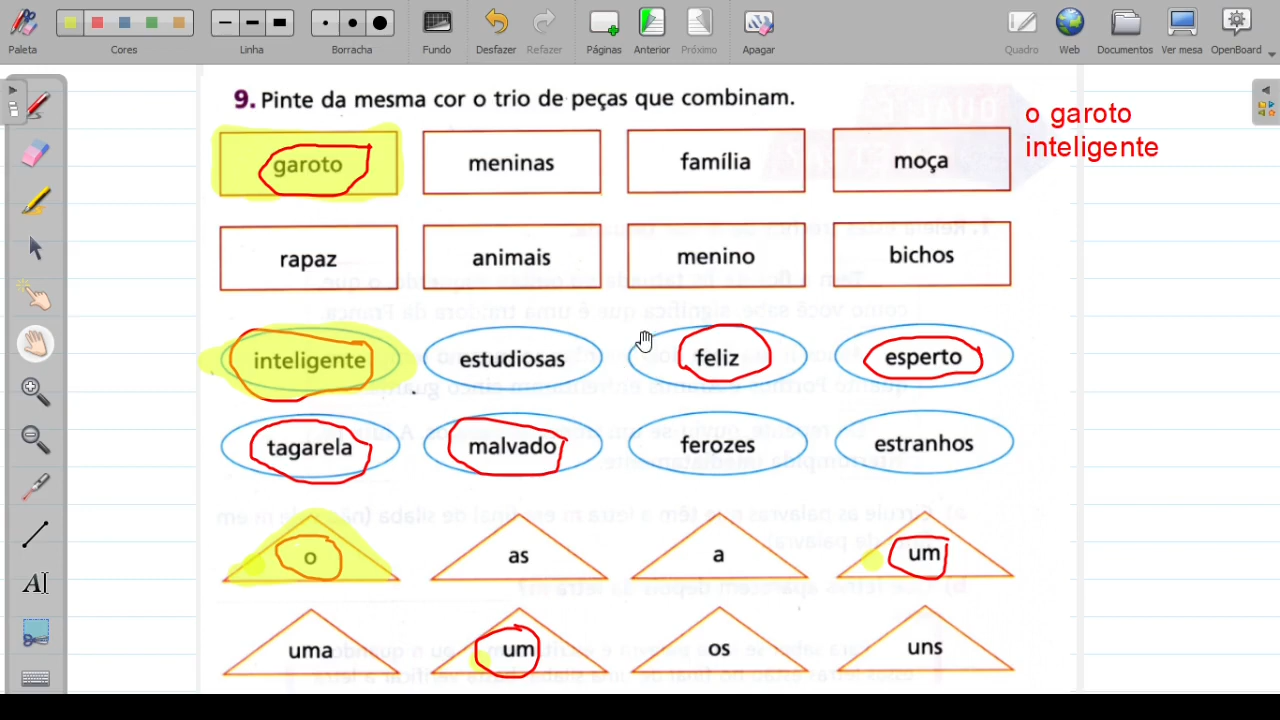 Paleta Cores Linha Borracha Fundo Desfazer Refazer Páginas Anterior Próximo Apagar Quadro Web Documentos Ver mesa OpenBoard
9. Pinte da mesma cor o trio de peças que combinam.
o garoto
inteligente
garoto meninas família moça
rapaz animais menino bichos
inteligente estudiosas feliz esperto
tagarela malvado ferozes estranhos
o as a um
uma um os uns